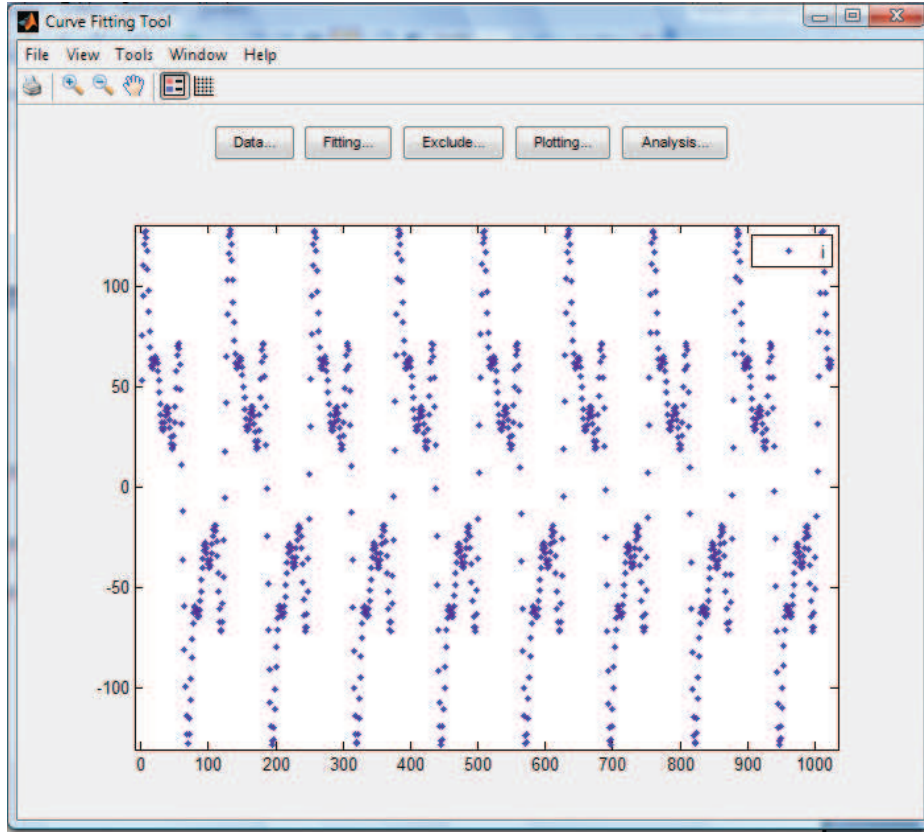 Curve Fitting Tool
File View Tools Window Help
Data... Fitting... Exclude... Plotting... Analysis...
i
100
50
0
-50
-100
0 100 200 300 400 500 600 700 800 900 1000